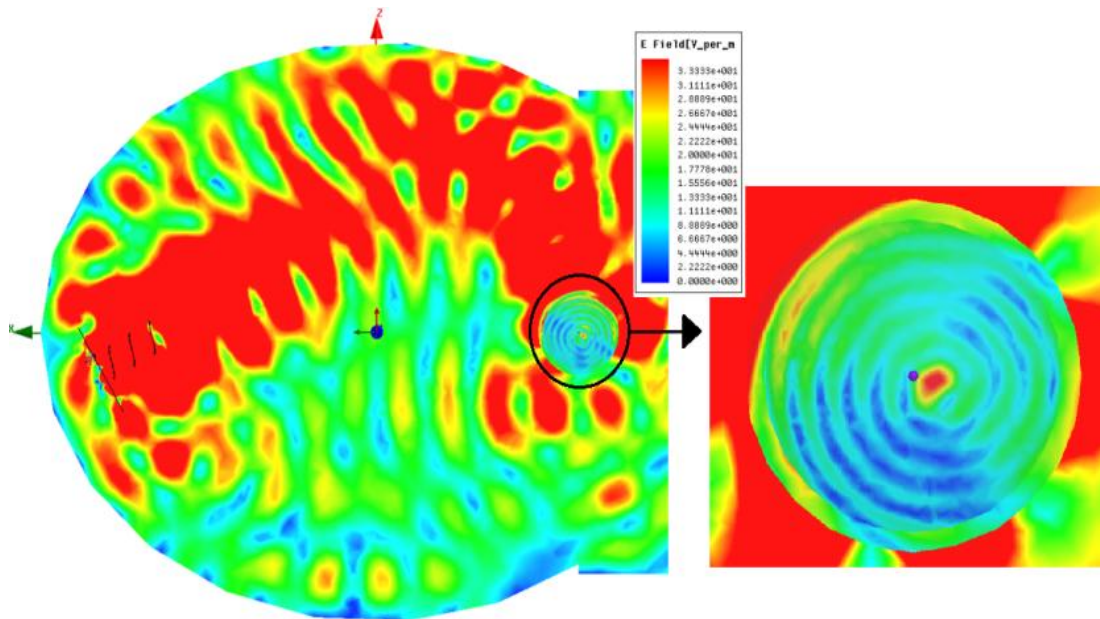 Z
E Field[V_per_m
3.3333e+001
3.1111e+001
2.8889e+001
2.6667e+001
2.4444e+001
2.2222e+001
2.0000e+001
1.7778e+001
1.5556e+001
1.3333e+001
1.1111e+001
8.8889e+000
6.6667e+000
4.4444e+000
2.2222e+000
0.0000e+000